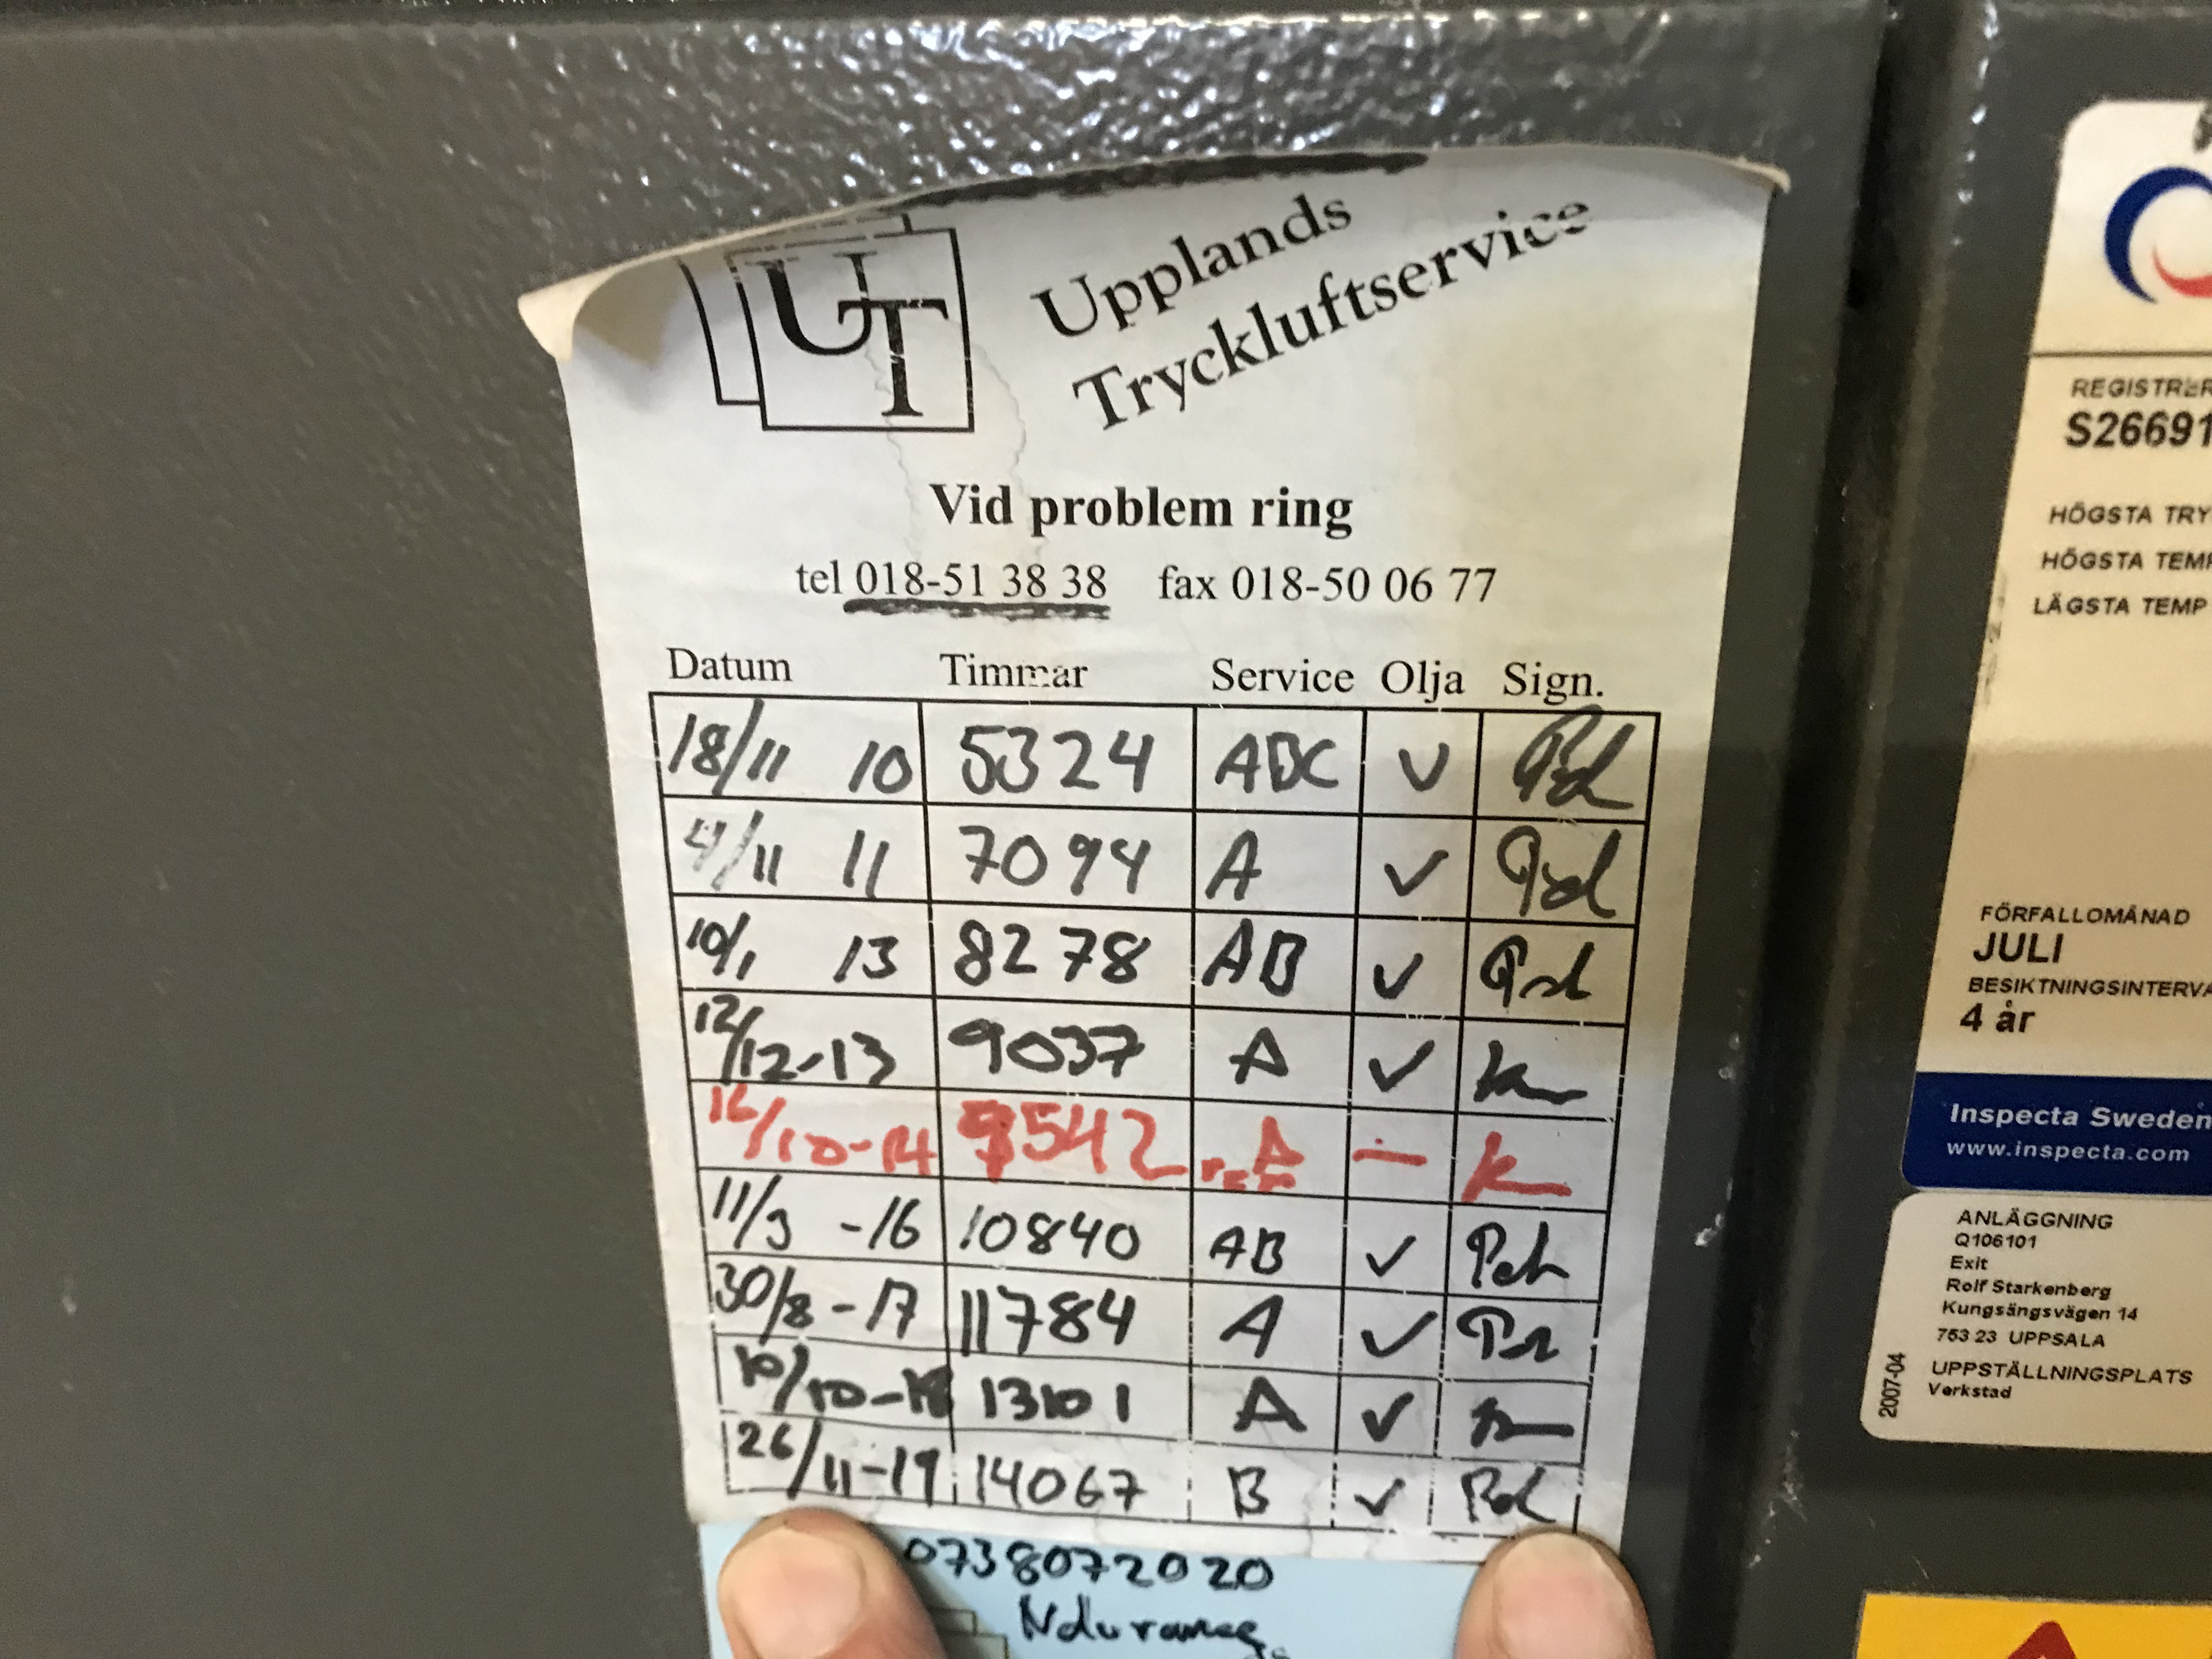 UT
Upplands
Tryckluftservice
Vid problem ring
tel 018-51 38 38 fax 018-50 06 77
Datum Timmar Service Olja Sign.
18/11 10 5324 ABC ✓
4/11 11 7094 A ✓
10/1 13 8278 AB ✓
12/12-13 9037 A ✓
10-14 9542 A –
11/3 -16 10840 AB ✓
30/8 -17 11784 A ✓
10/10-18 13101 A ✓
26/11-19 14067 B ✓
0738072020
REGISTRER
S26691
HÖGSTA TRY
HÖGSTA TEMP
LÄGSTA TEMP
FÖRFALLOMÅNAD
JULI
BESIKTNINGSINTERVA
4 år
Inspecta Sweden
www.inspecta.com
ANLÄGGNING
Q106101
Exit
Rolf Starkenberg
Kungsängsvägen 14
753 23 UPPSALA
UPPSTÄLLNINGSPLATS
Verkstad
2007-04